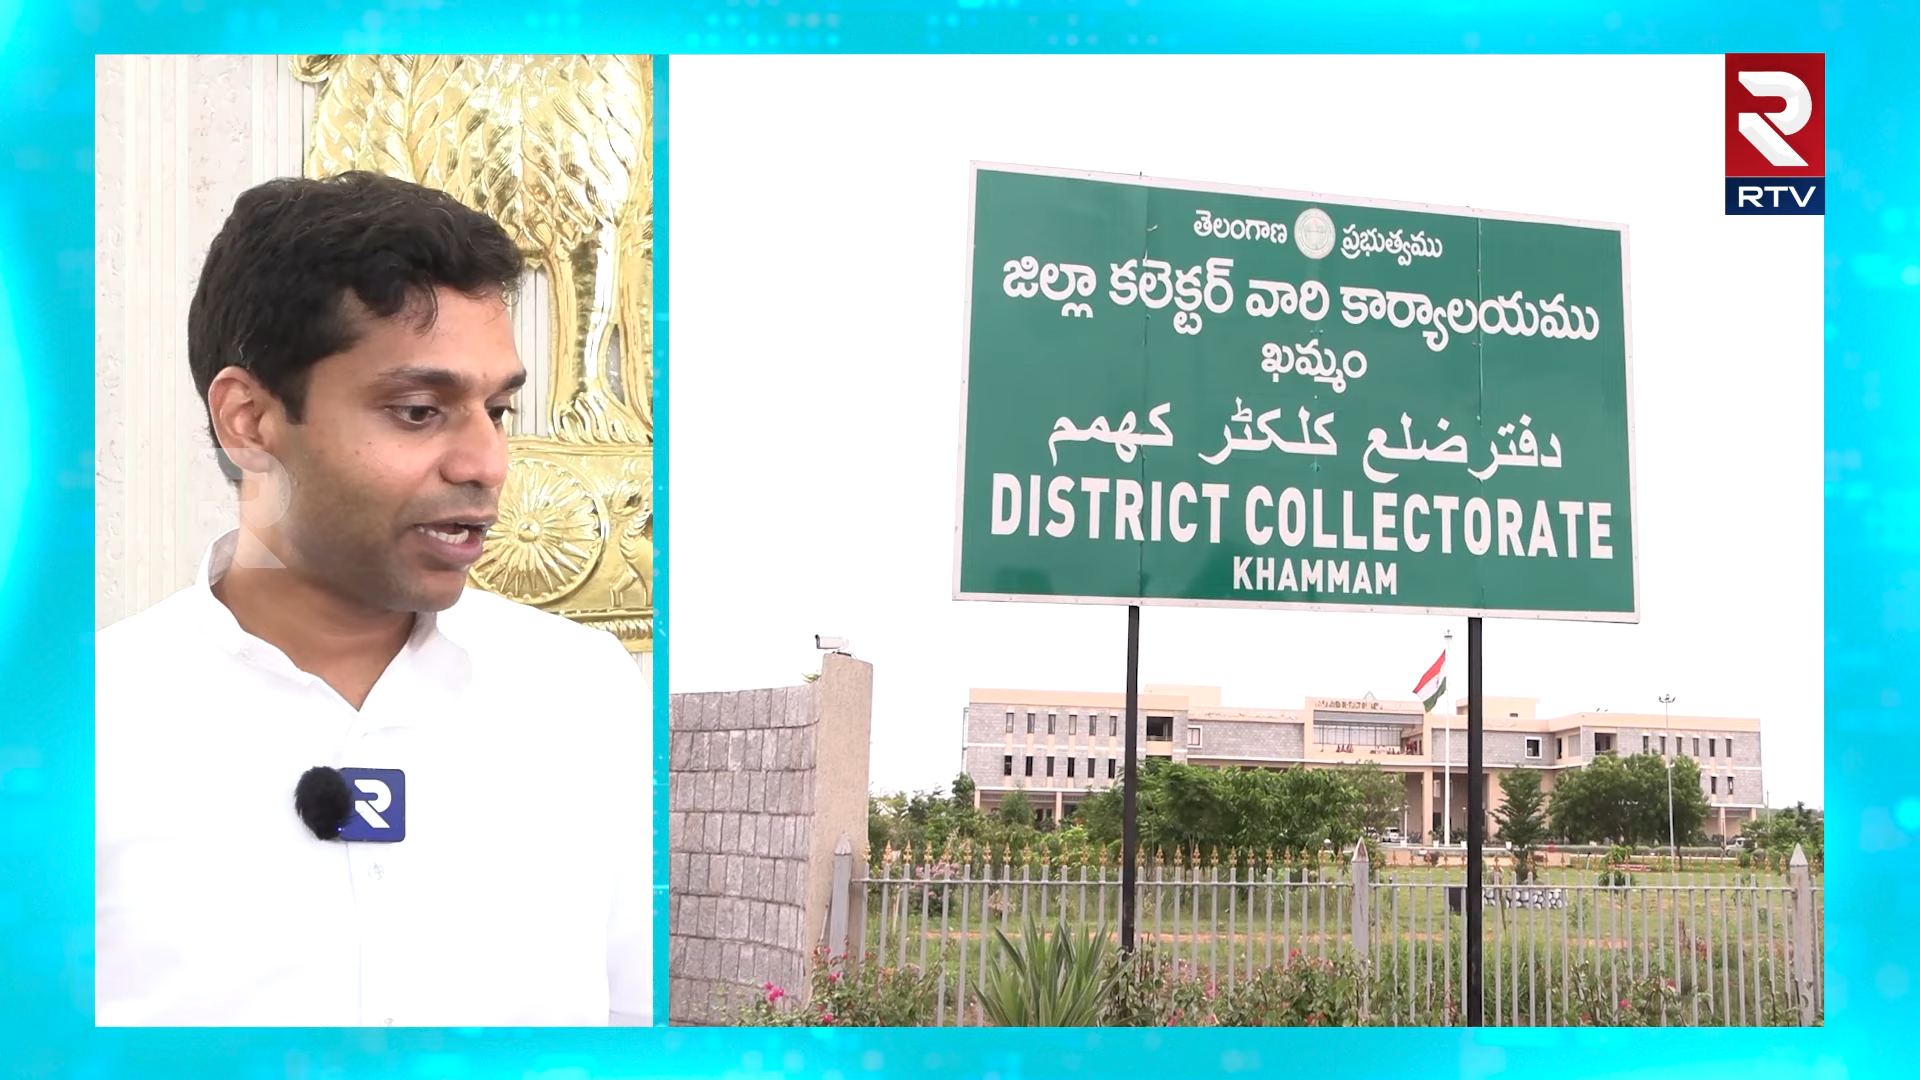 RTV
తెలంగాణ ప్రభుత్వము
జిల్లా కలెక్టర్ వారి కార్యాలయము
ఖమ్మం
دفتر ضلع کلکٹر کھمم
DISTRICT COLLECTORATE
KHAMMAM